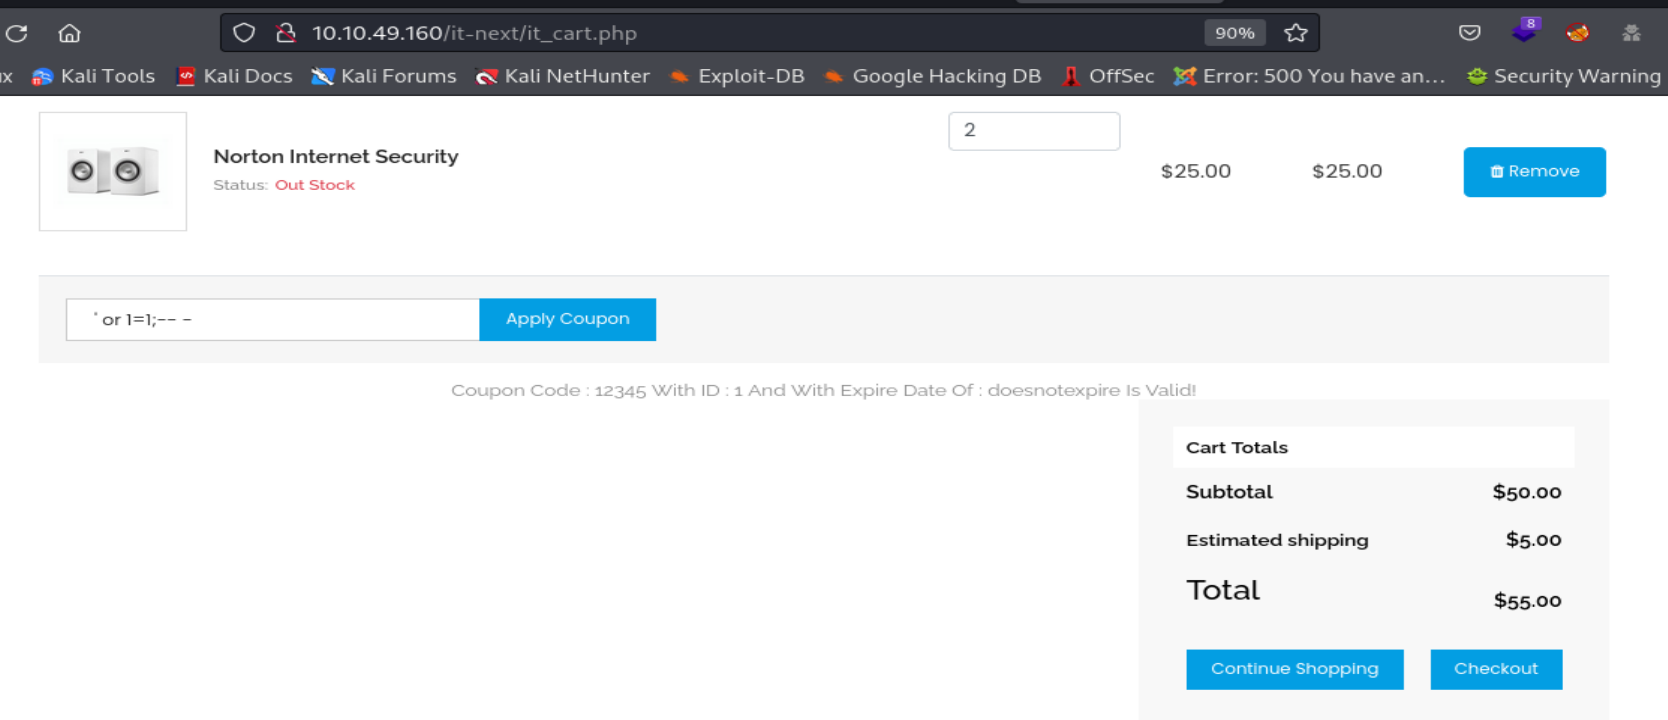 10.10.49.160/it-next/it_cart.php
90%
8
ux Kali Tools Kali Docs Kali Forums Kali NetHunter Exploit-DB Google Hacking DB OffSec Error: 500 You have an... Security Warning
2
Norton Internet Security
Status: Out Stock
$25.00 $25.00 Remove
' or 1=1;-- - Apply Coupon
Coupon Code : 12345 With ID : 1 And With Expire Date Of : doesnotexpire Is Valid!
Cart Totals
Subtotal $50.00
Estimated shipping $5.00
Total $55.00
Continue Shopping Checkout